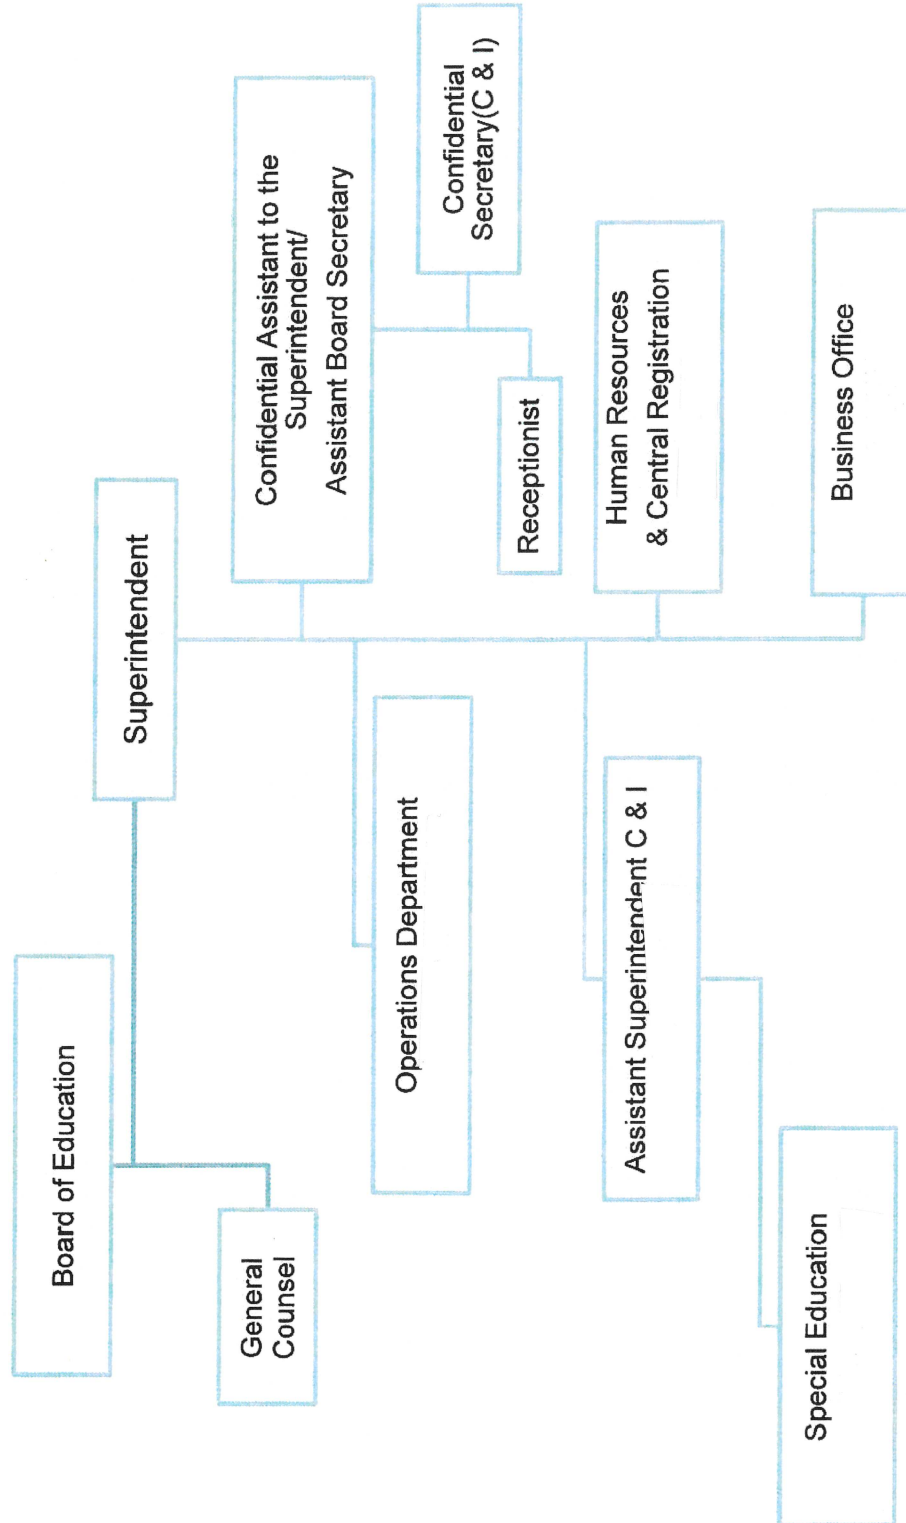 Board of Education
Superintendent
General
Counsel
Confidential Assistant to the
Superintendent/
Assistant Board Secretary
Operations Department
Confidential
Secretary(C & I)
Receptionist
Assistant Superintendent C & I
Human Resources
& Central Registration
Special Education
Business Office